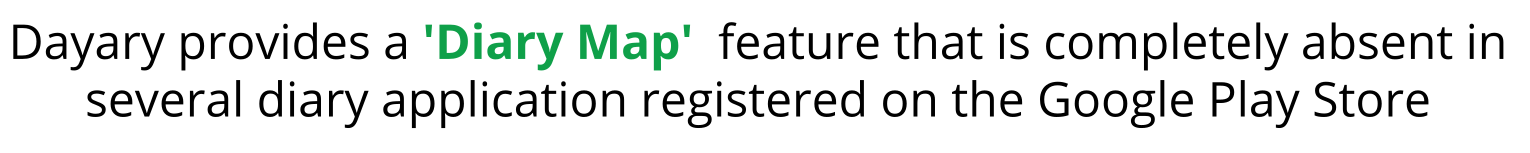 Dayary provides a 'Diary Map' feature that is completely absent in
several diary application registered on the Google Play Store